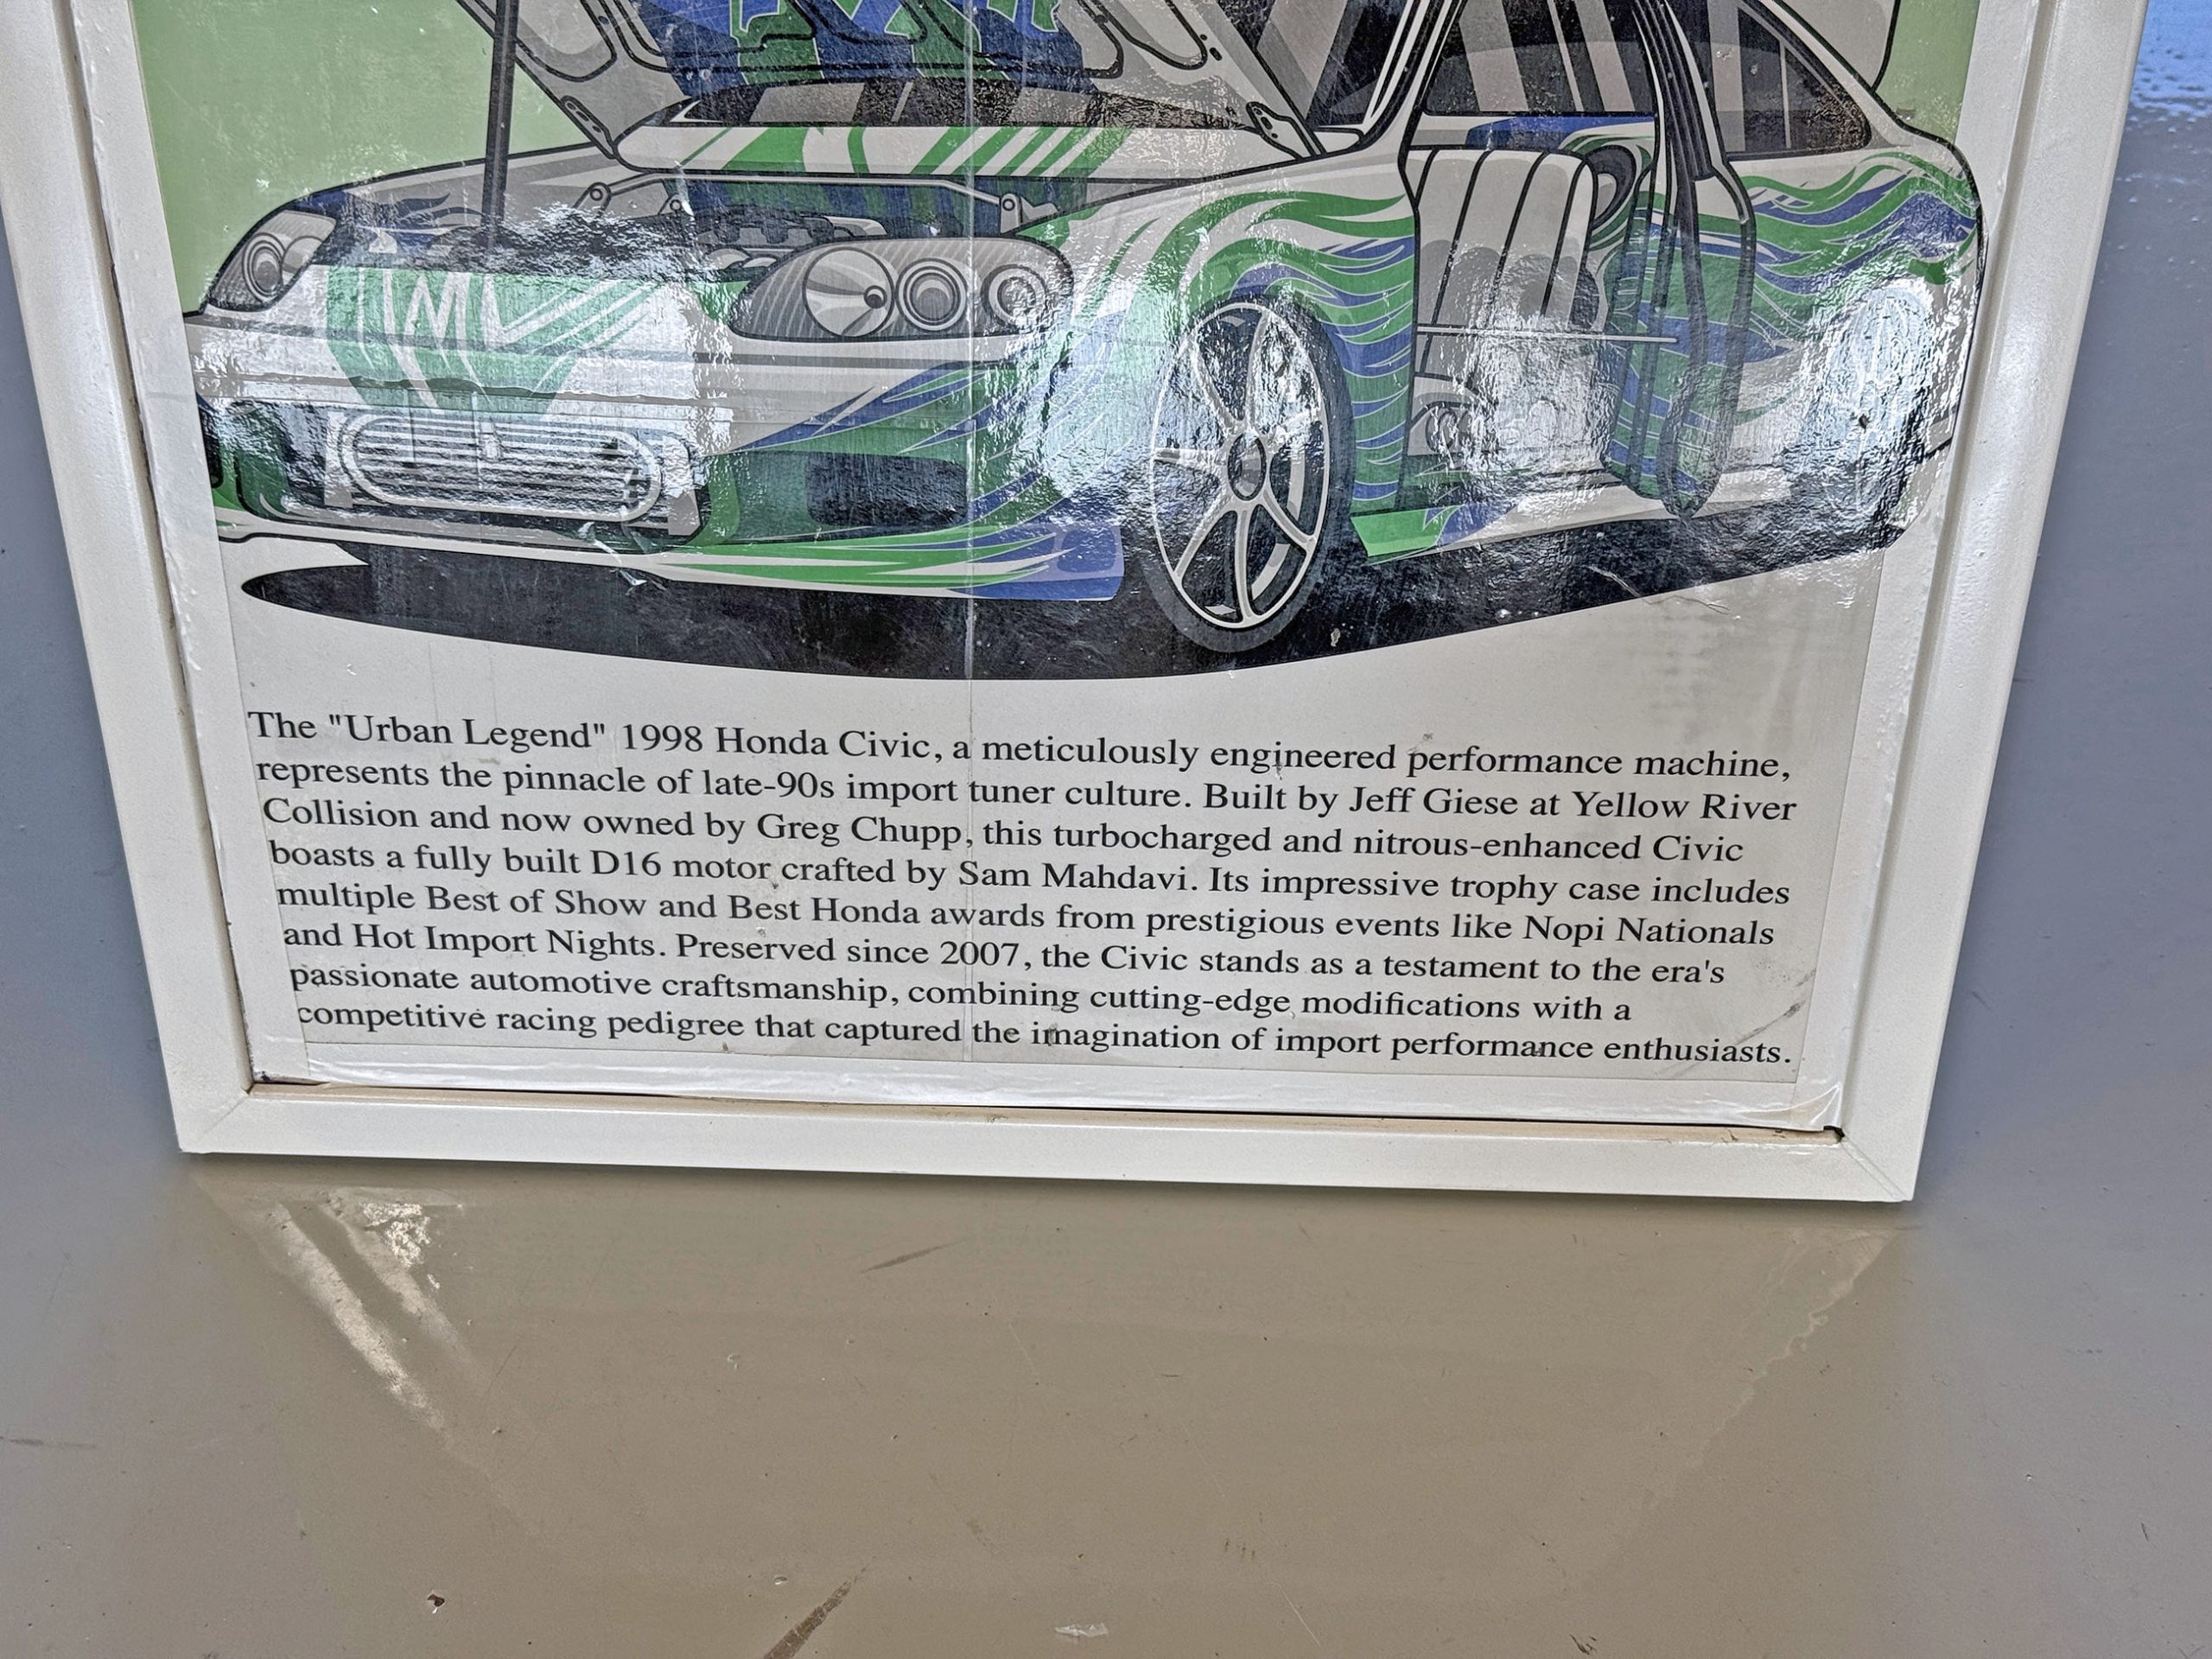 The "Urban Legend" 1998 Honda Civic, a meticulously engineered performance machine,
represents the pinnacle of late-90s import tuner culture. Built by Jeff Giese at Yellow River
Collision and now owned by Greg Chupp, this turbocharged and nitrous-enhanced Civic
boasts a fully built D16 motor crafted by Sam Mahdavi. Its impressive trophy case includes
multiple Best of Show and Best Honda awards from prestigious events like Nopi Nationals
and Hot Import Nights. Preserved since 2007, the Civic stands as a testament to the era's
passionate automotive craftsmanship, combining cutting-edge modifications with a
competitive racing pedigree that captured the imagination of import performance enthusiasts.